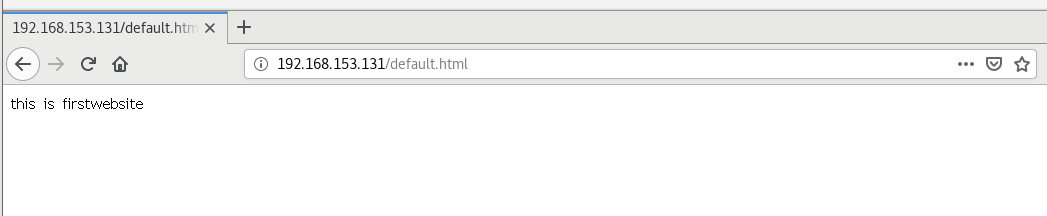 192.168.153.131/default.htm
192.168.153.131/default.html
this is firstwebsite